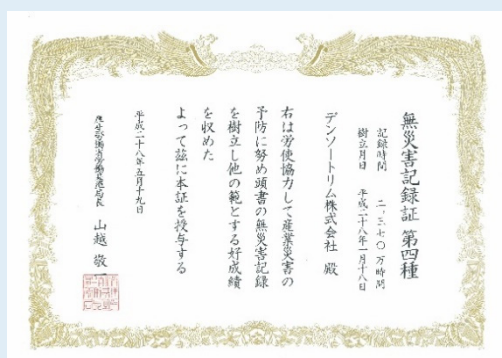 無災害記録証 第四種
記録時間 二、三七〇万時間
樹立月日 平成二十八年一月十八日
デンソートリム株式会社 殿
右は労使協力して産業災害の
予防に努め頭書の無災害記録
を樹立し他の範とする好成績
を収めた
よって茲に本証を授与する
平成二十八年五月十九日
厚生労働省労働基準局長 山越 敬一